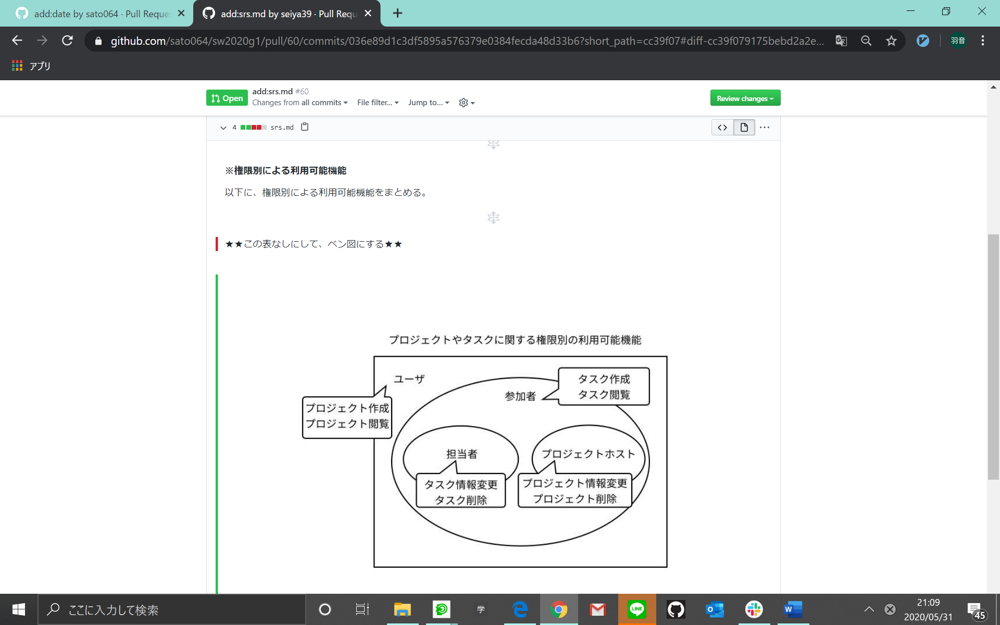 add:date by sato064 · Pull Reque
add:srs.md by seiya39 · Pull Requ
github.com/sato064/sw2020g1/pull/60/commits/036e89d1c3df5895a576379e0384fecda48d33b6?short_path=cc39f07#diff-cc39f079175bebd2a2e...
羽音
アプリ
Open
add:srs.md #60
Changes from all commits
File filter...
Jump to...
Review changes
4
srs.md
※権限別による利用可能機能
以下に、権限別による利用可能機能をまとめる。
★★この表なしにして、ベン図にする★★
プロジェクトやタスクに関する権限別の利用可能機能
ユーザ
プロジェクト作成
プロジェクト閲覧
参加者
タスク作成
タスク閲覧
担当者
タスク情報変更
タスク削除
プロジェクトホスト
プロジェクト情報変更
プロジェクト削除
ここに入力して検索
学
LINE
21:09
2020/05/31
45